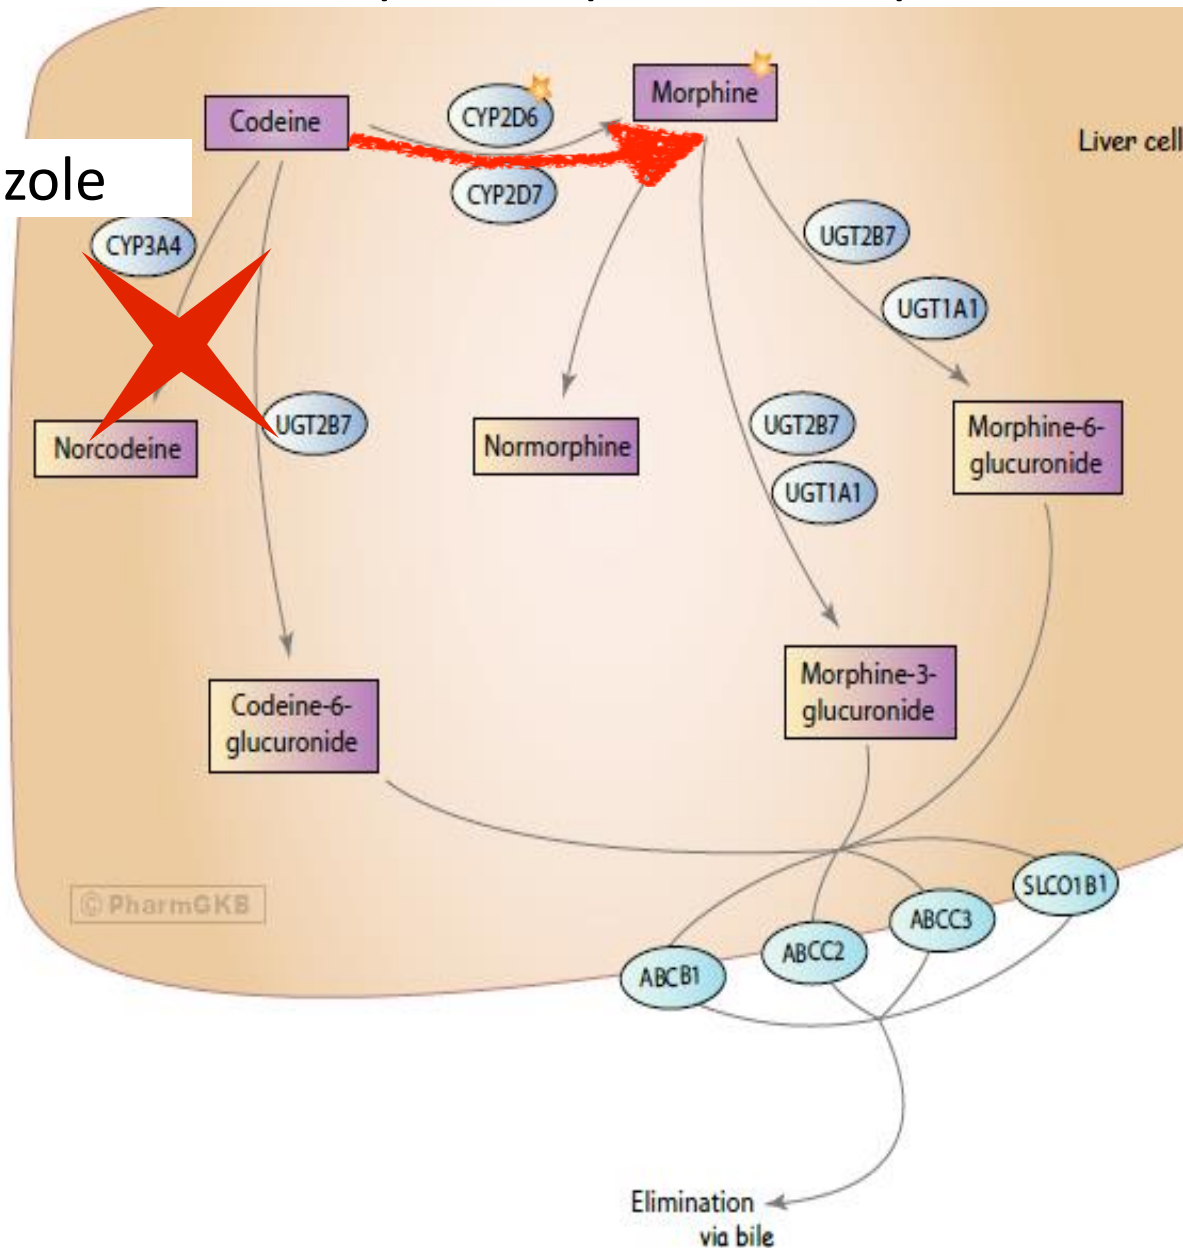 Morphine
CYP2D6
Codeine
Liver cell
zole
CYP2D7
CYP3A4
UGT2B7
UGT1A1
UGT2B7
UGT2B7
Norcodeine
Normorphine
Morphine-6-
glucuronide
UGT1A1
Codeine-6-
glucuronide
Morphine-3-
glucuronide
© PharmGKB
SLCO1B1
ABCC3
ABCC2
ABCB1
Elimination
via bile